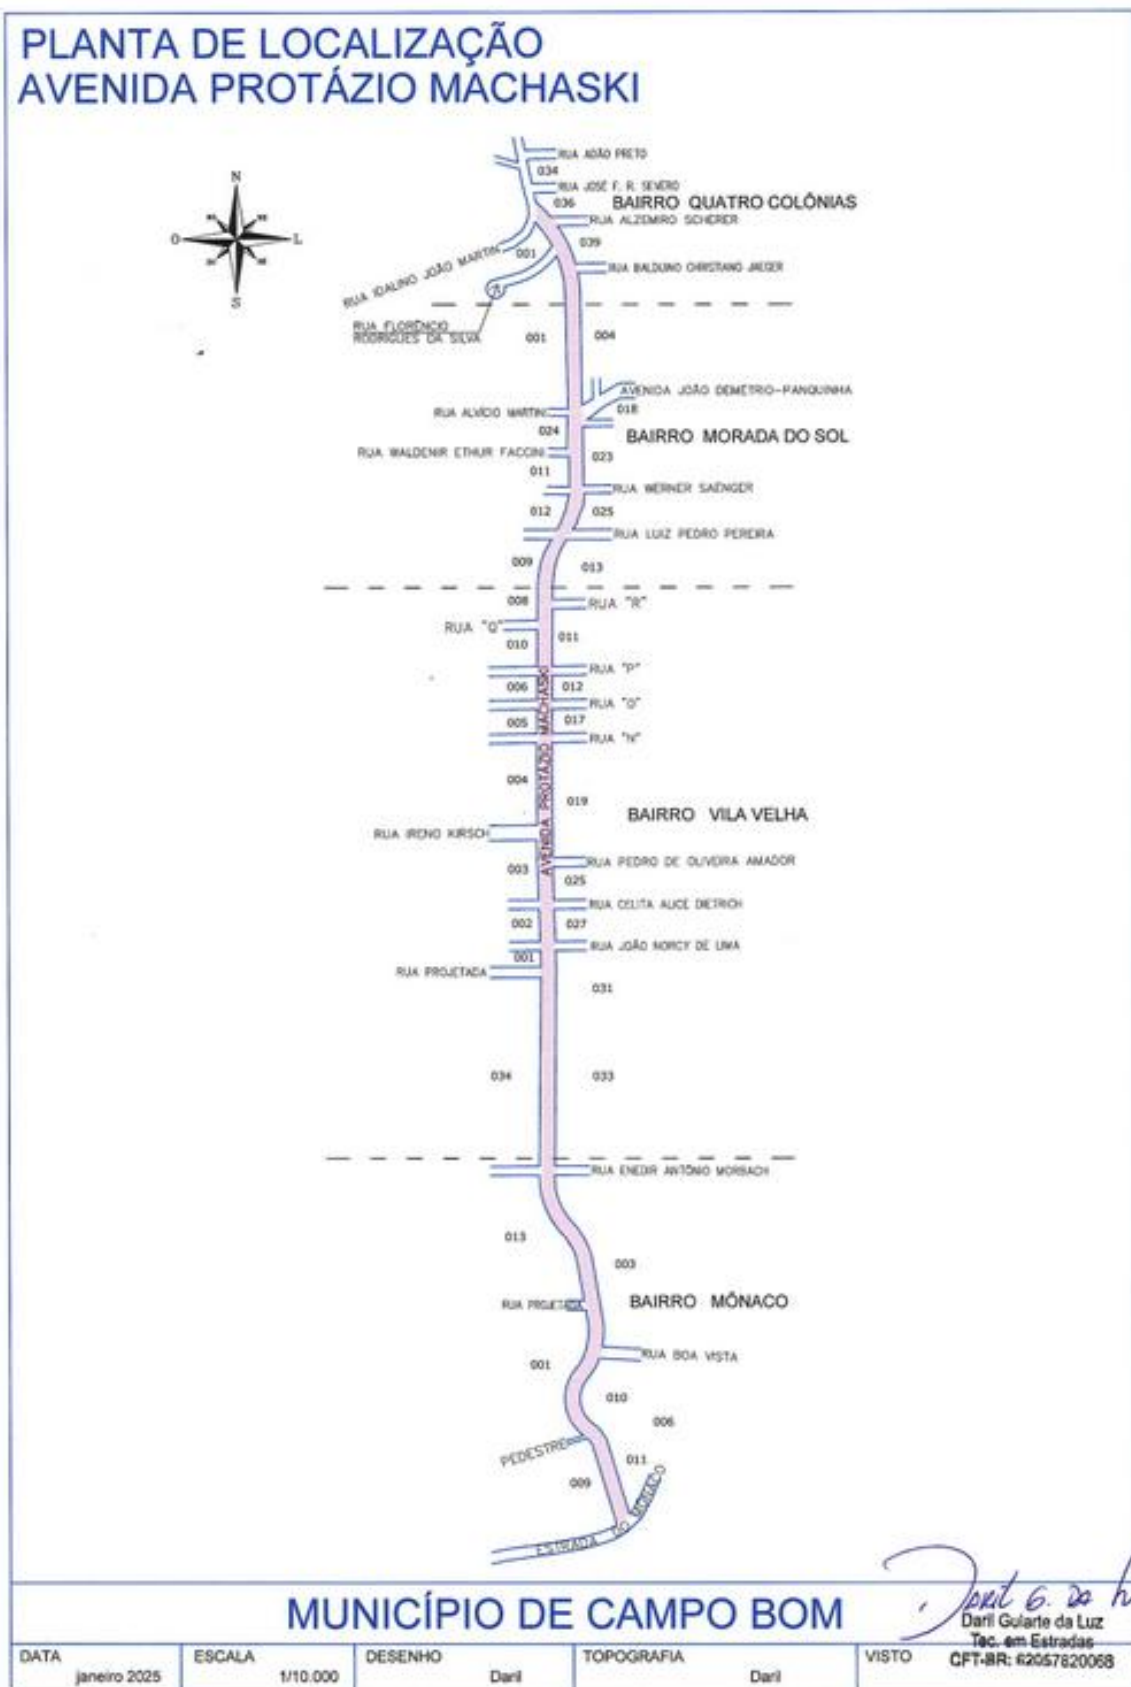 PLANTA DE LOCALIZAÇÃO
AVENIDA PROTÁZIO MACHASKI
N
O
L
S
RUA ADÃO PRETO
034
RUA JOSÉ F. R. SEVERO
036
BAIRRO QUATRO COLÔNIAS
RUA ALZEMIRO SCHERER
039
001
RUA IDALINO JOÃO MARTIN
RUA BALDUINO CHRISTIANO JAEGER
RUA FLORÊNCIO
RODRIGUES DA SILVA
001
004
AVENIDA JOÃO DEMÉTRIO-PANQUINHA
018
RUA ALVÍCIO MARTINI
024
BAIRRO MORADA DO SOL
RUA WALDENIR ETHUR FACCINI
023
011
RUA WERNER SAENGER
012
025
RUA LUIZ PEDRO PEREIRA
009
013
008
RUA "R"
RUA "Q"
010
011
RUA "P"
006
012
RUA "O"
005
017
RUA "N"
AVENIDA PROTÁZIO MACHASKI
004
019
BAIRRO VILA VELHA
RUA IRENO KIRSCH
RUA PEDRO DE OLIVEIRA AMADOR
003
025
RUA CELITA ALICE DIETRICH
002
027
RUA JOÃO NORCY DE LIMA
001
RUA PROJETADA
031
034
033
RUA ENEDIR ANTÔNIO MORBACH
013
003
RUA PROJETADA
BAIRRO MÔNACO
RUA BOA VISTA
001
010
006
PEDESTRE
011
009
ESTRADA DO MÔNACO
MUNICÍPIO DE CAMPO BOM
Daril Gularte da Luz
Tec. em Estradas
CFT-BR: 62057820068
DATA
janeiro 2025
ESCALA
1/10.000
DESENHO
Daril
TOPOGRAFIA
Daril
VISTO